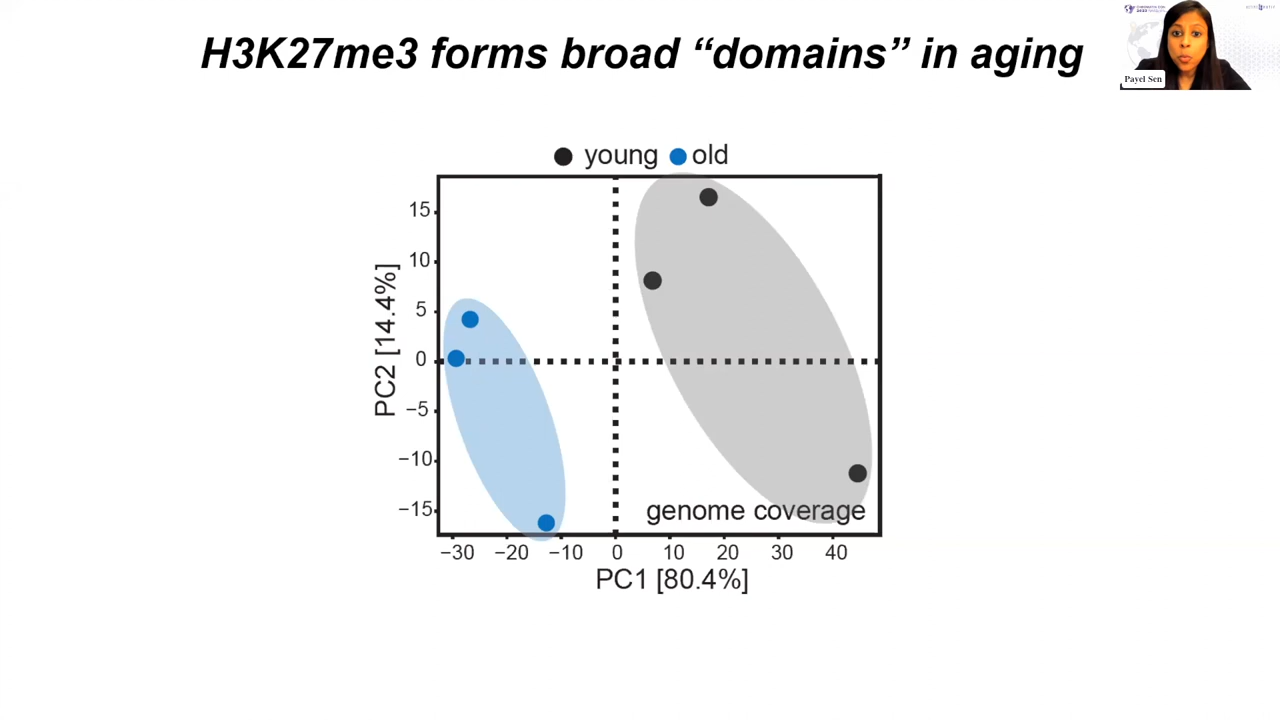 H3K27me3 forms broad “domains” in aging
Payel Sen
young old
15
10
5
0
−5
−10
−15
PC2 [14.4%]
genome coverage
−30 −20 −10 0 10 20 30 40
PC1 [80.4%]